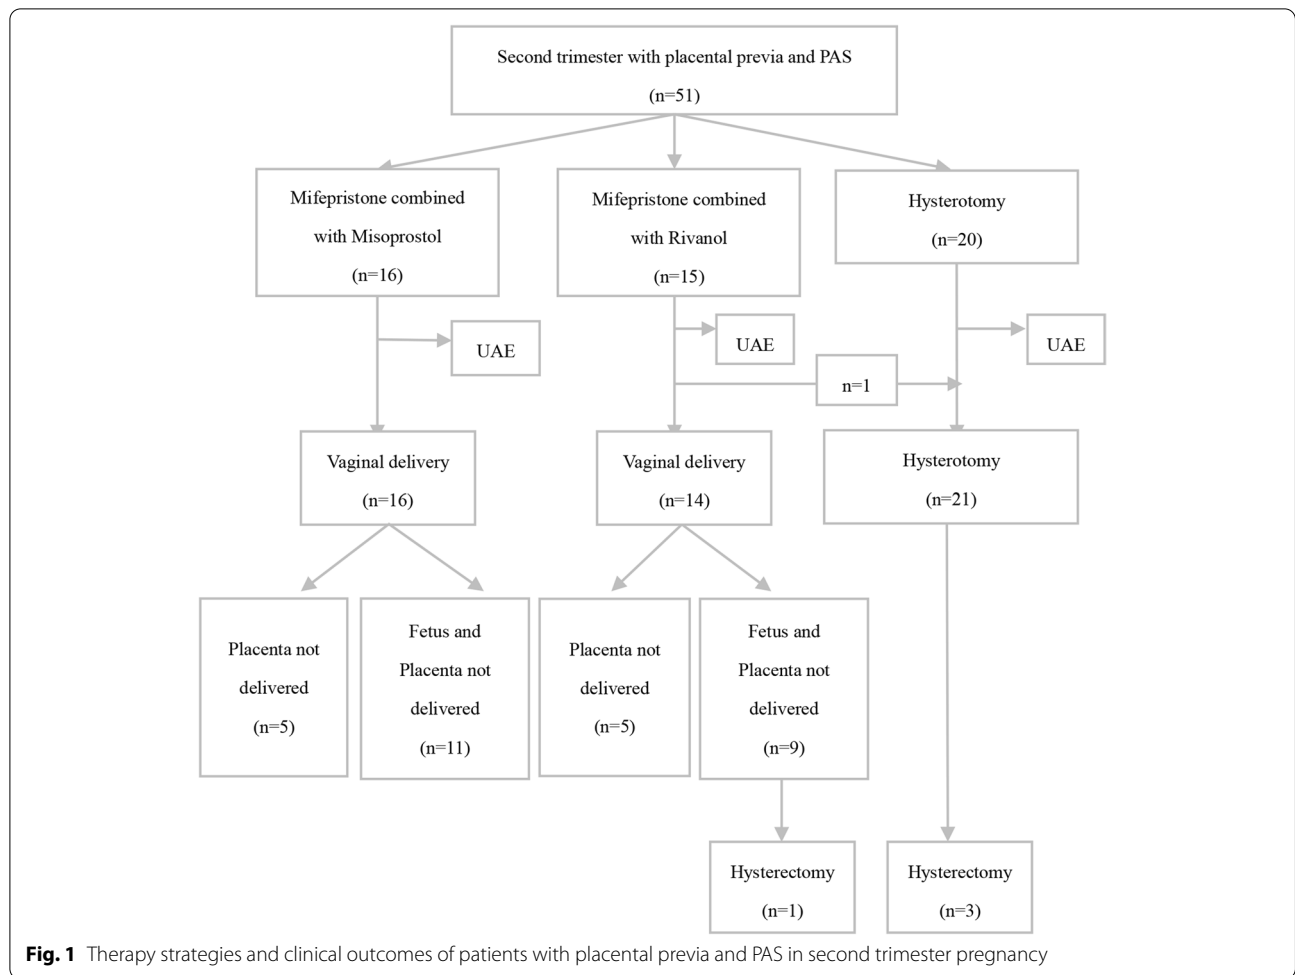 Second trimester with placental previa and PAS
(n=51)
Mifepristone combined
with Misoprostol
(n=16)
Mifepristone combined
with Rivanol
(n=15)
Hysterotomy
(n=20)
UAE
UAE
UAE
n=1
Vaginal delivery
(n=16)
Vaginal delivery
(n=14)
Hysterotomy
(n=21)
Placenta not
delivered
(n=5)
Fetus and
Placenta not
delivered
(n=11)
Placenta not
delivered
(n=5)
Fetus and
Placenta not
delivered
(n=9)
Hysterectomy
(n=1)
Hysterectomy
(n=3)
Fig. 1 Therapy strategies and clinical outcomes of patients with placental previa and PAS in second trimester pregnancy